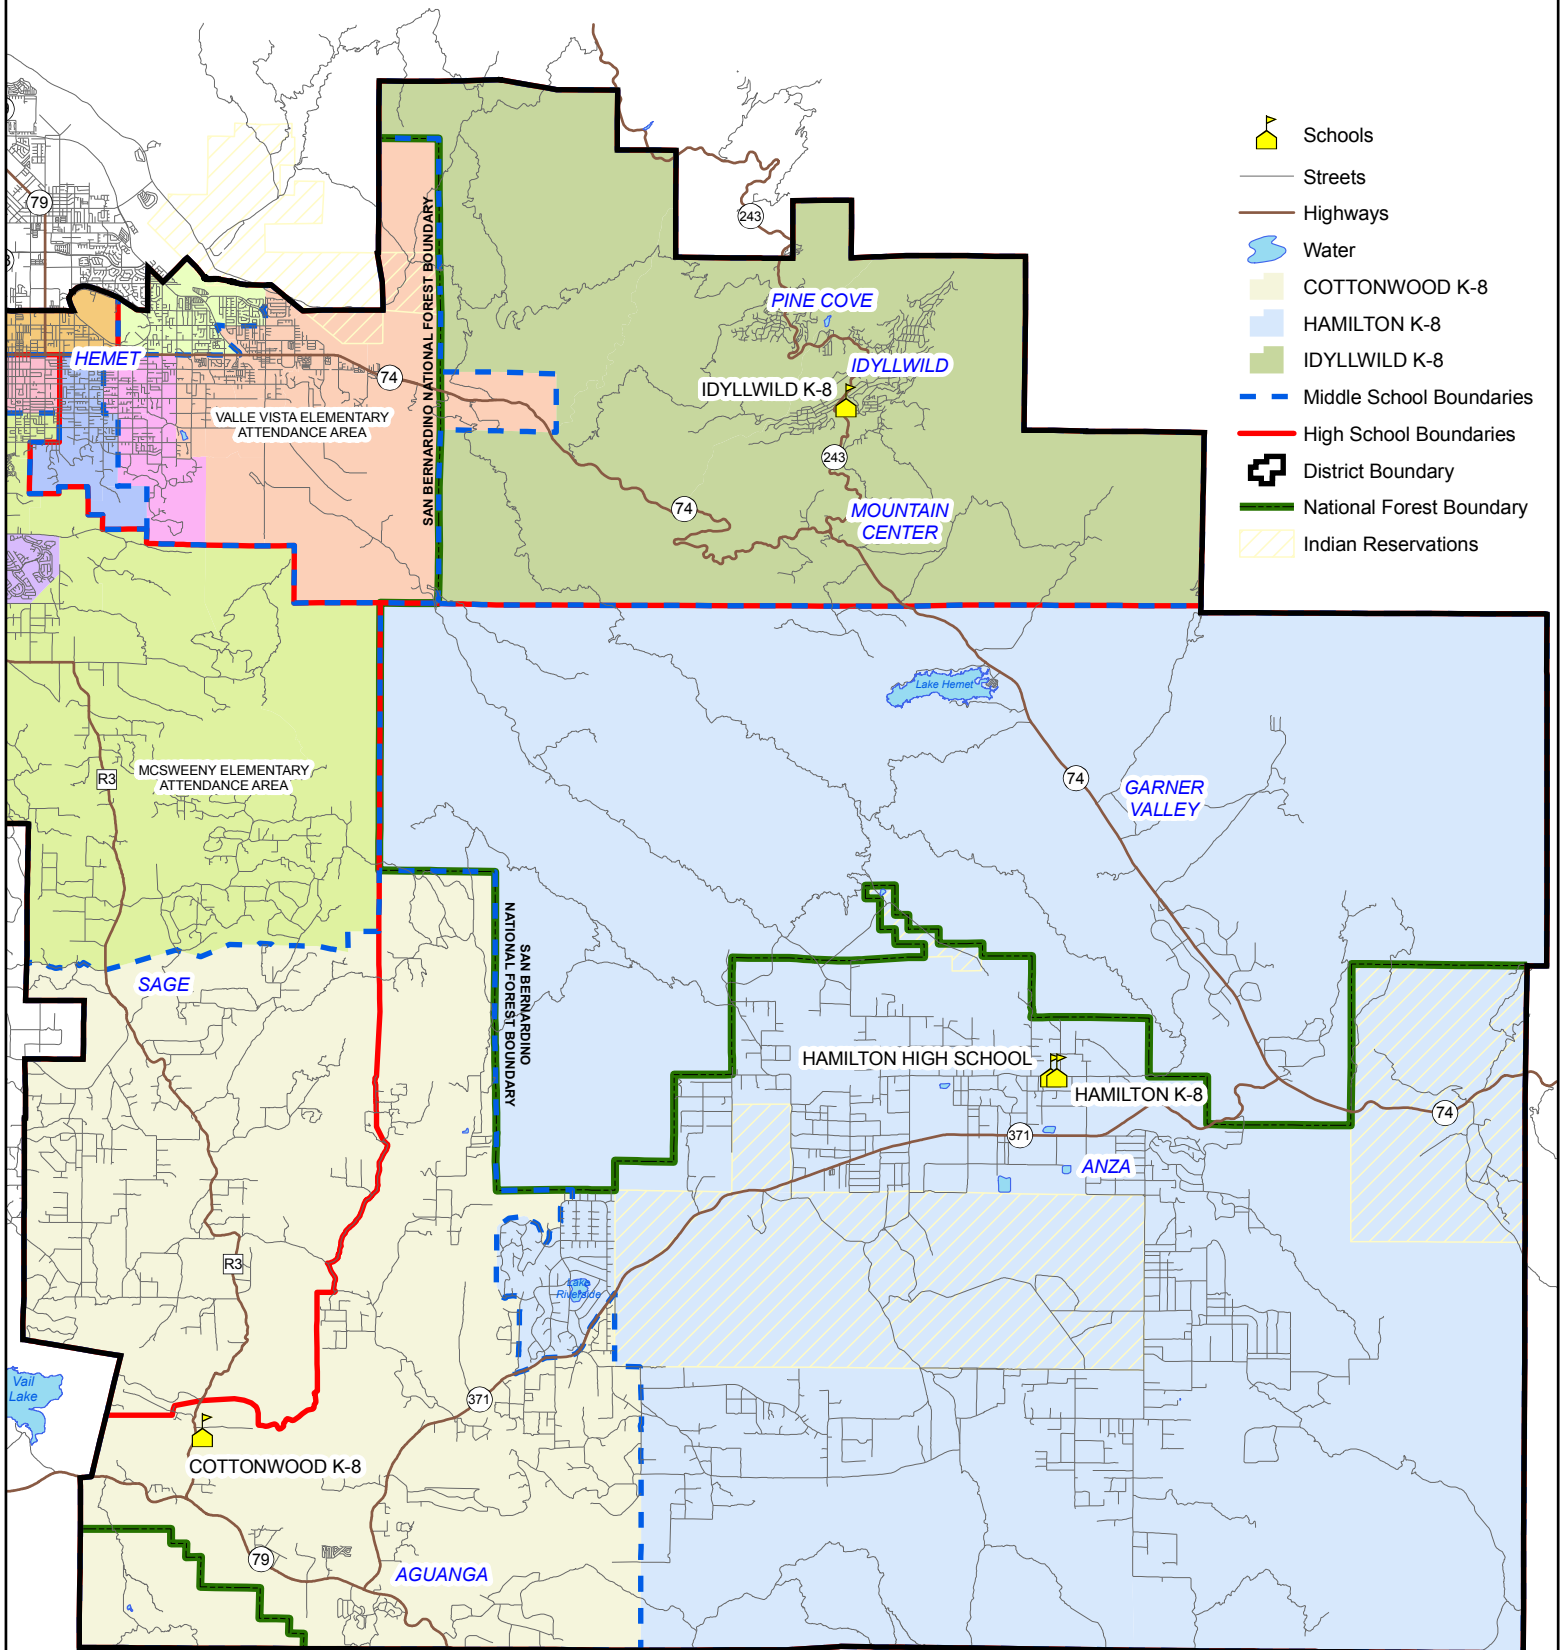 Schools
Streets
Highways
Water
COTTONWOOD K-8
HAMILTON K-8
IDYLLWILD K-8
Middle School Boundaries
High School Boundaries
District Boundary
National Forest Boundary
Indian Reservations
79
243
PINE COVE
HEMET
IDYLLWILD
74
IDYLLWILD K-8
VALLE VISTA ELEMENTARY
ATTENDANCE AREA
SAN BERNARDINO NATIONAL FOREST BOUNDARY
243
74
MOUNTAIN
CENTER
Lake Hemet
R3
MCSWEENY ELEMENTARY
ATTENDANCE AREA
74
GARNER
VALLEY
SAGE
SAN BERNARDINO
NATIONAL FOREST BOUNDARY
HAMILTON HIGH SCHOOL
HAMILTON K-8
74
371
ANZA
R3
Lake
Riverside
Vail
Lake
371
COTTONWOOD K-8
79
AGUANGA